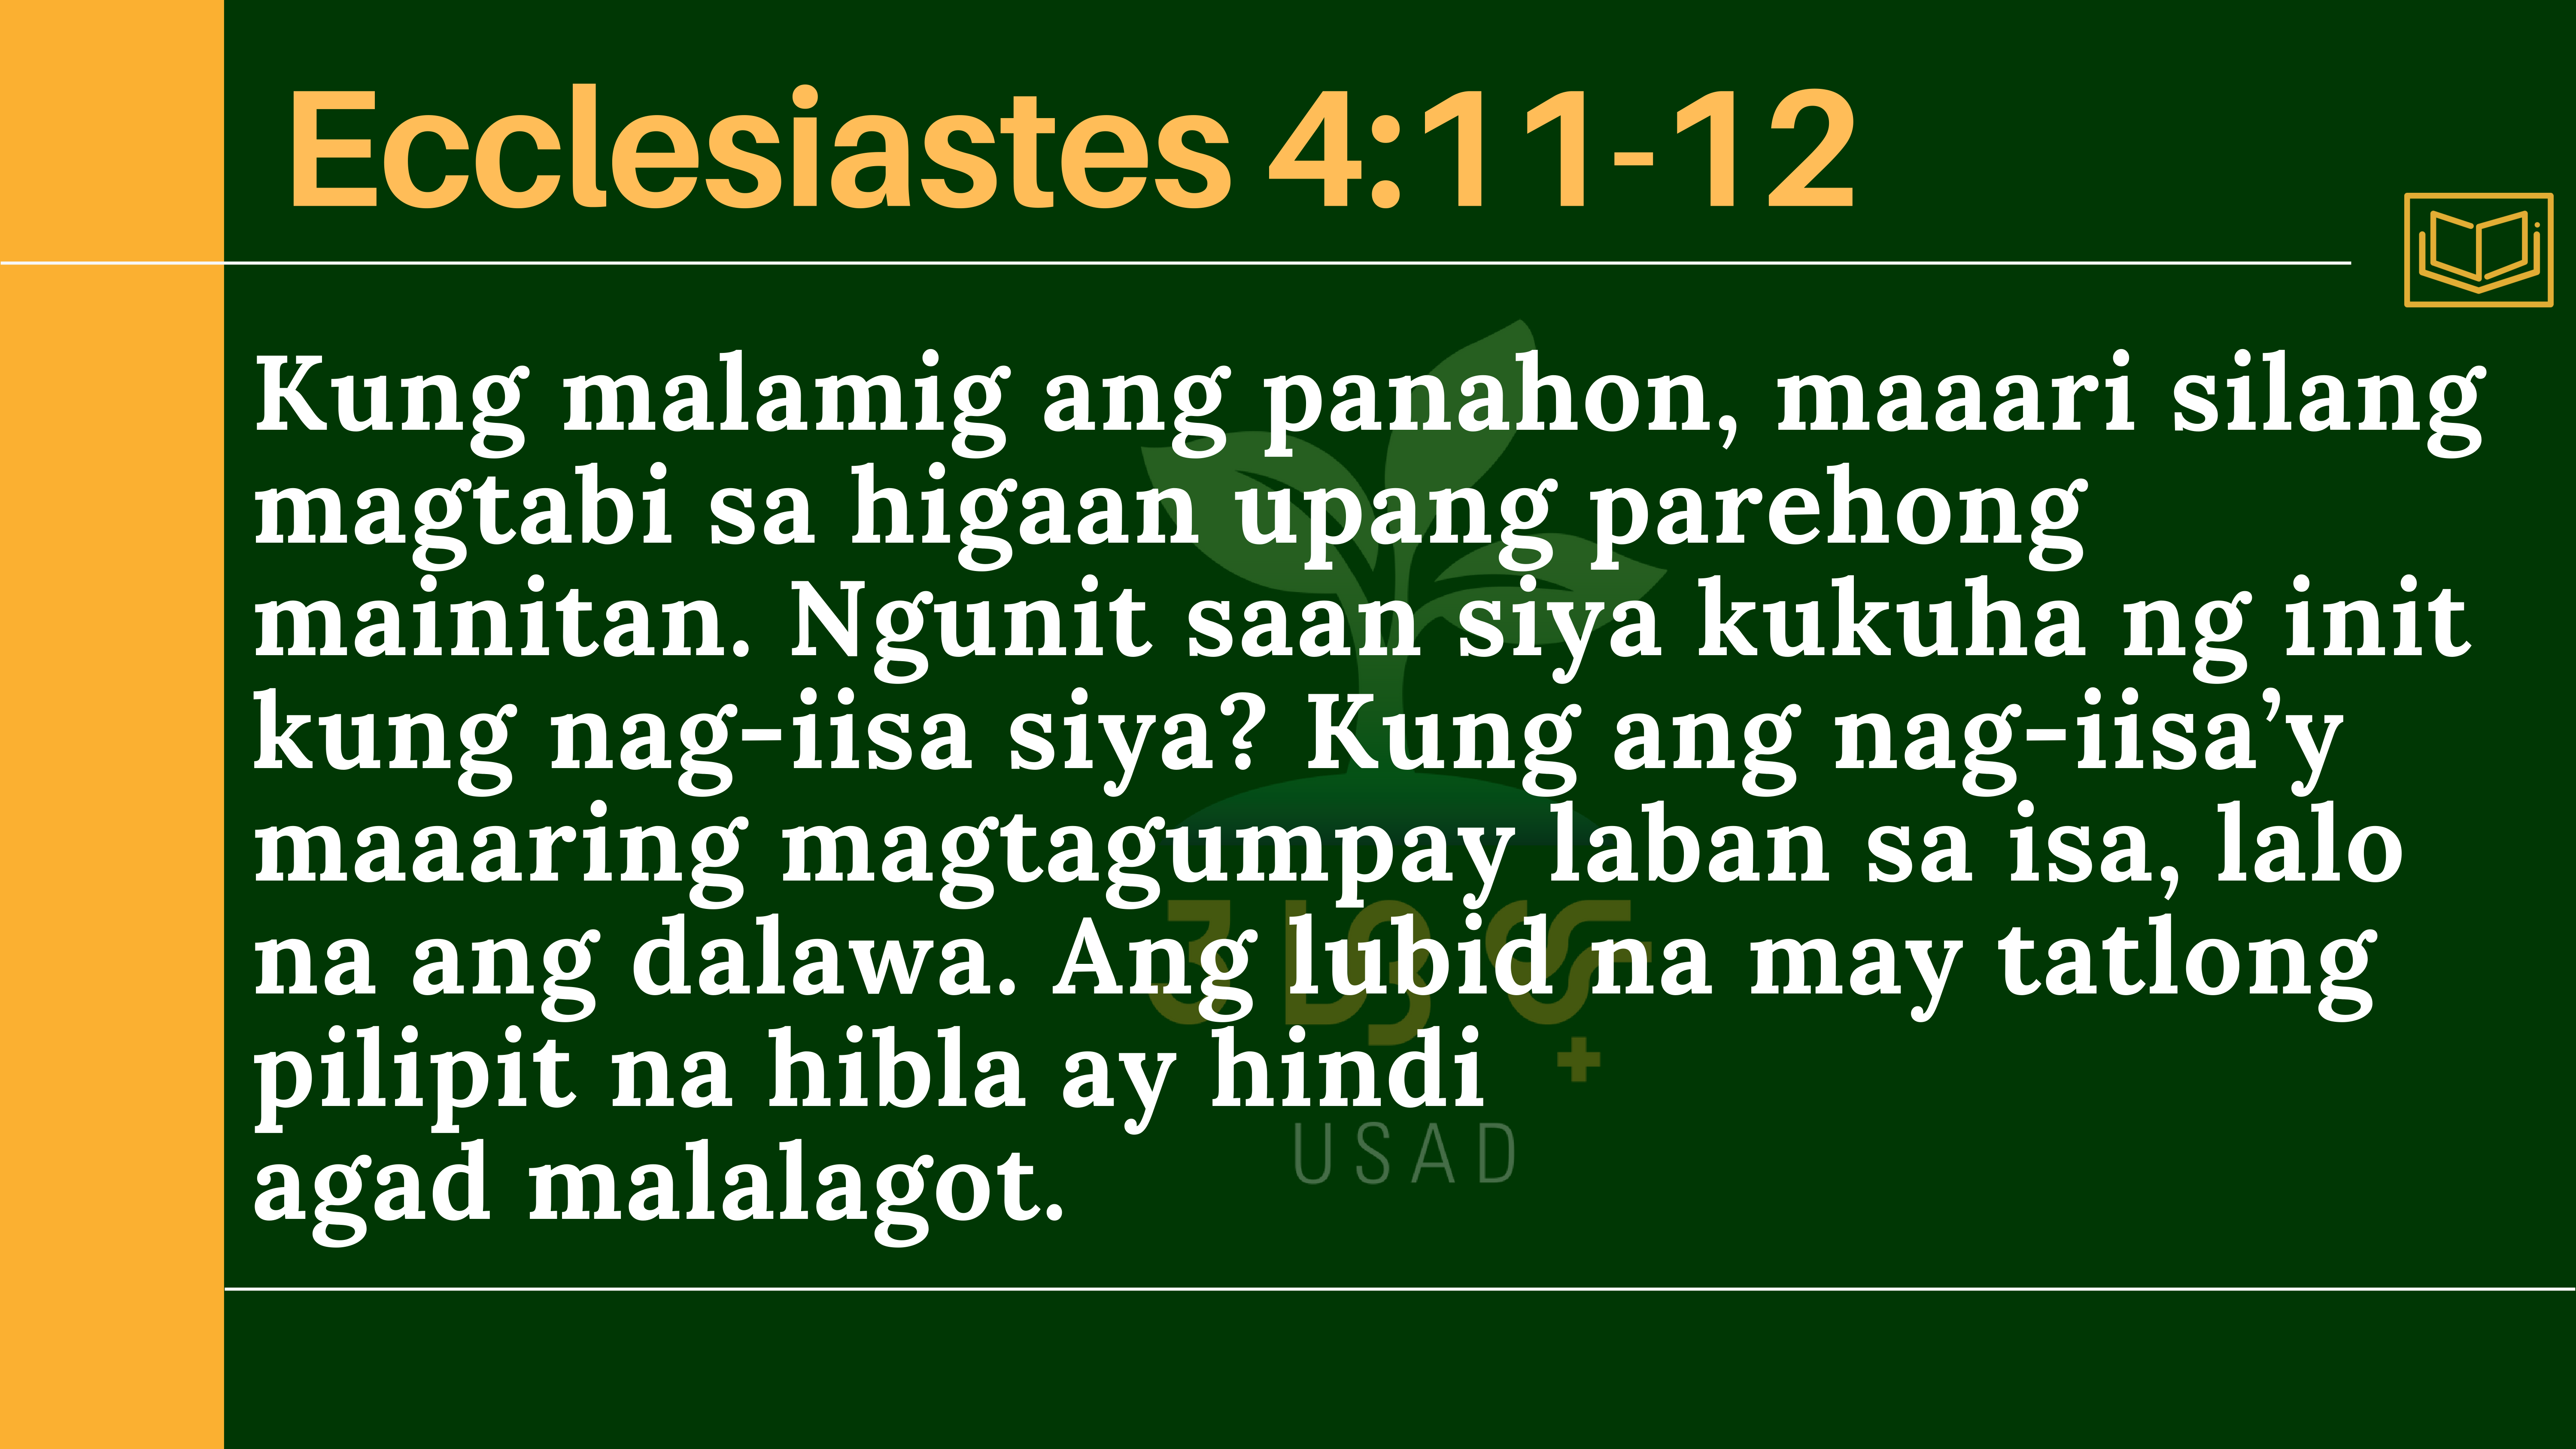 Ecclesiastes 4:11-12
Kung malamig ang panahon, maaari silang
magtabi sa higaan upang parehong
mainitan. Ngunit saan siya kukuha ng init
kung nag-iisa siya? Kung ang nag-iisa’y
maaaring magtagumpay laban sa isa, lalo
na ang dalawa. Ang lubid na may tatlong
pilipit na hibla ay hindi
agad malalagot.
USAD